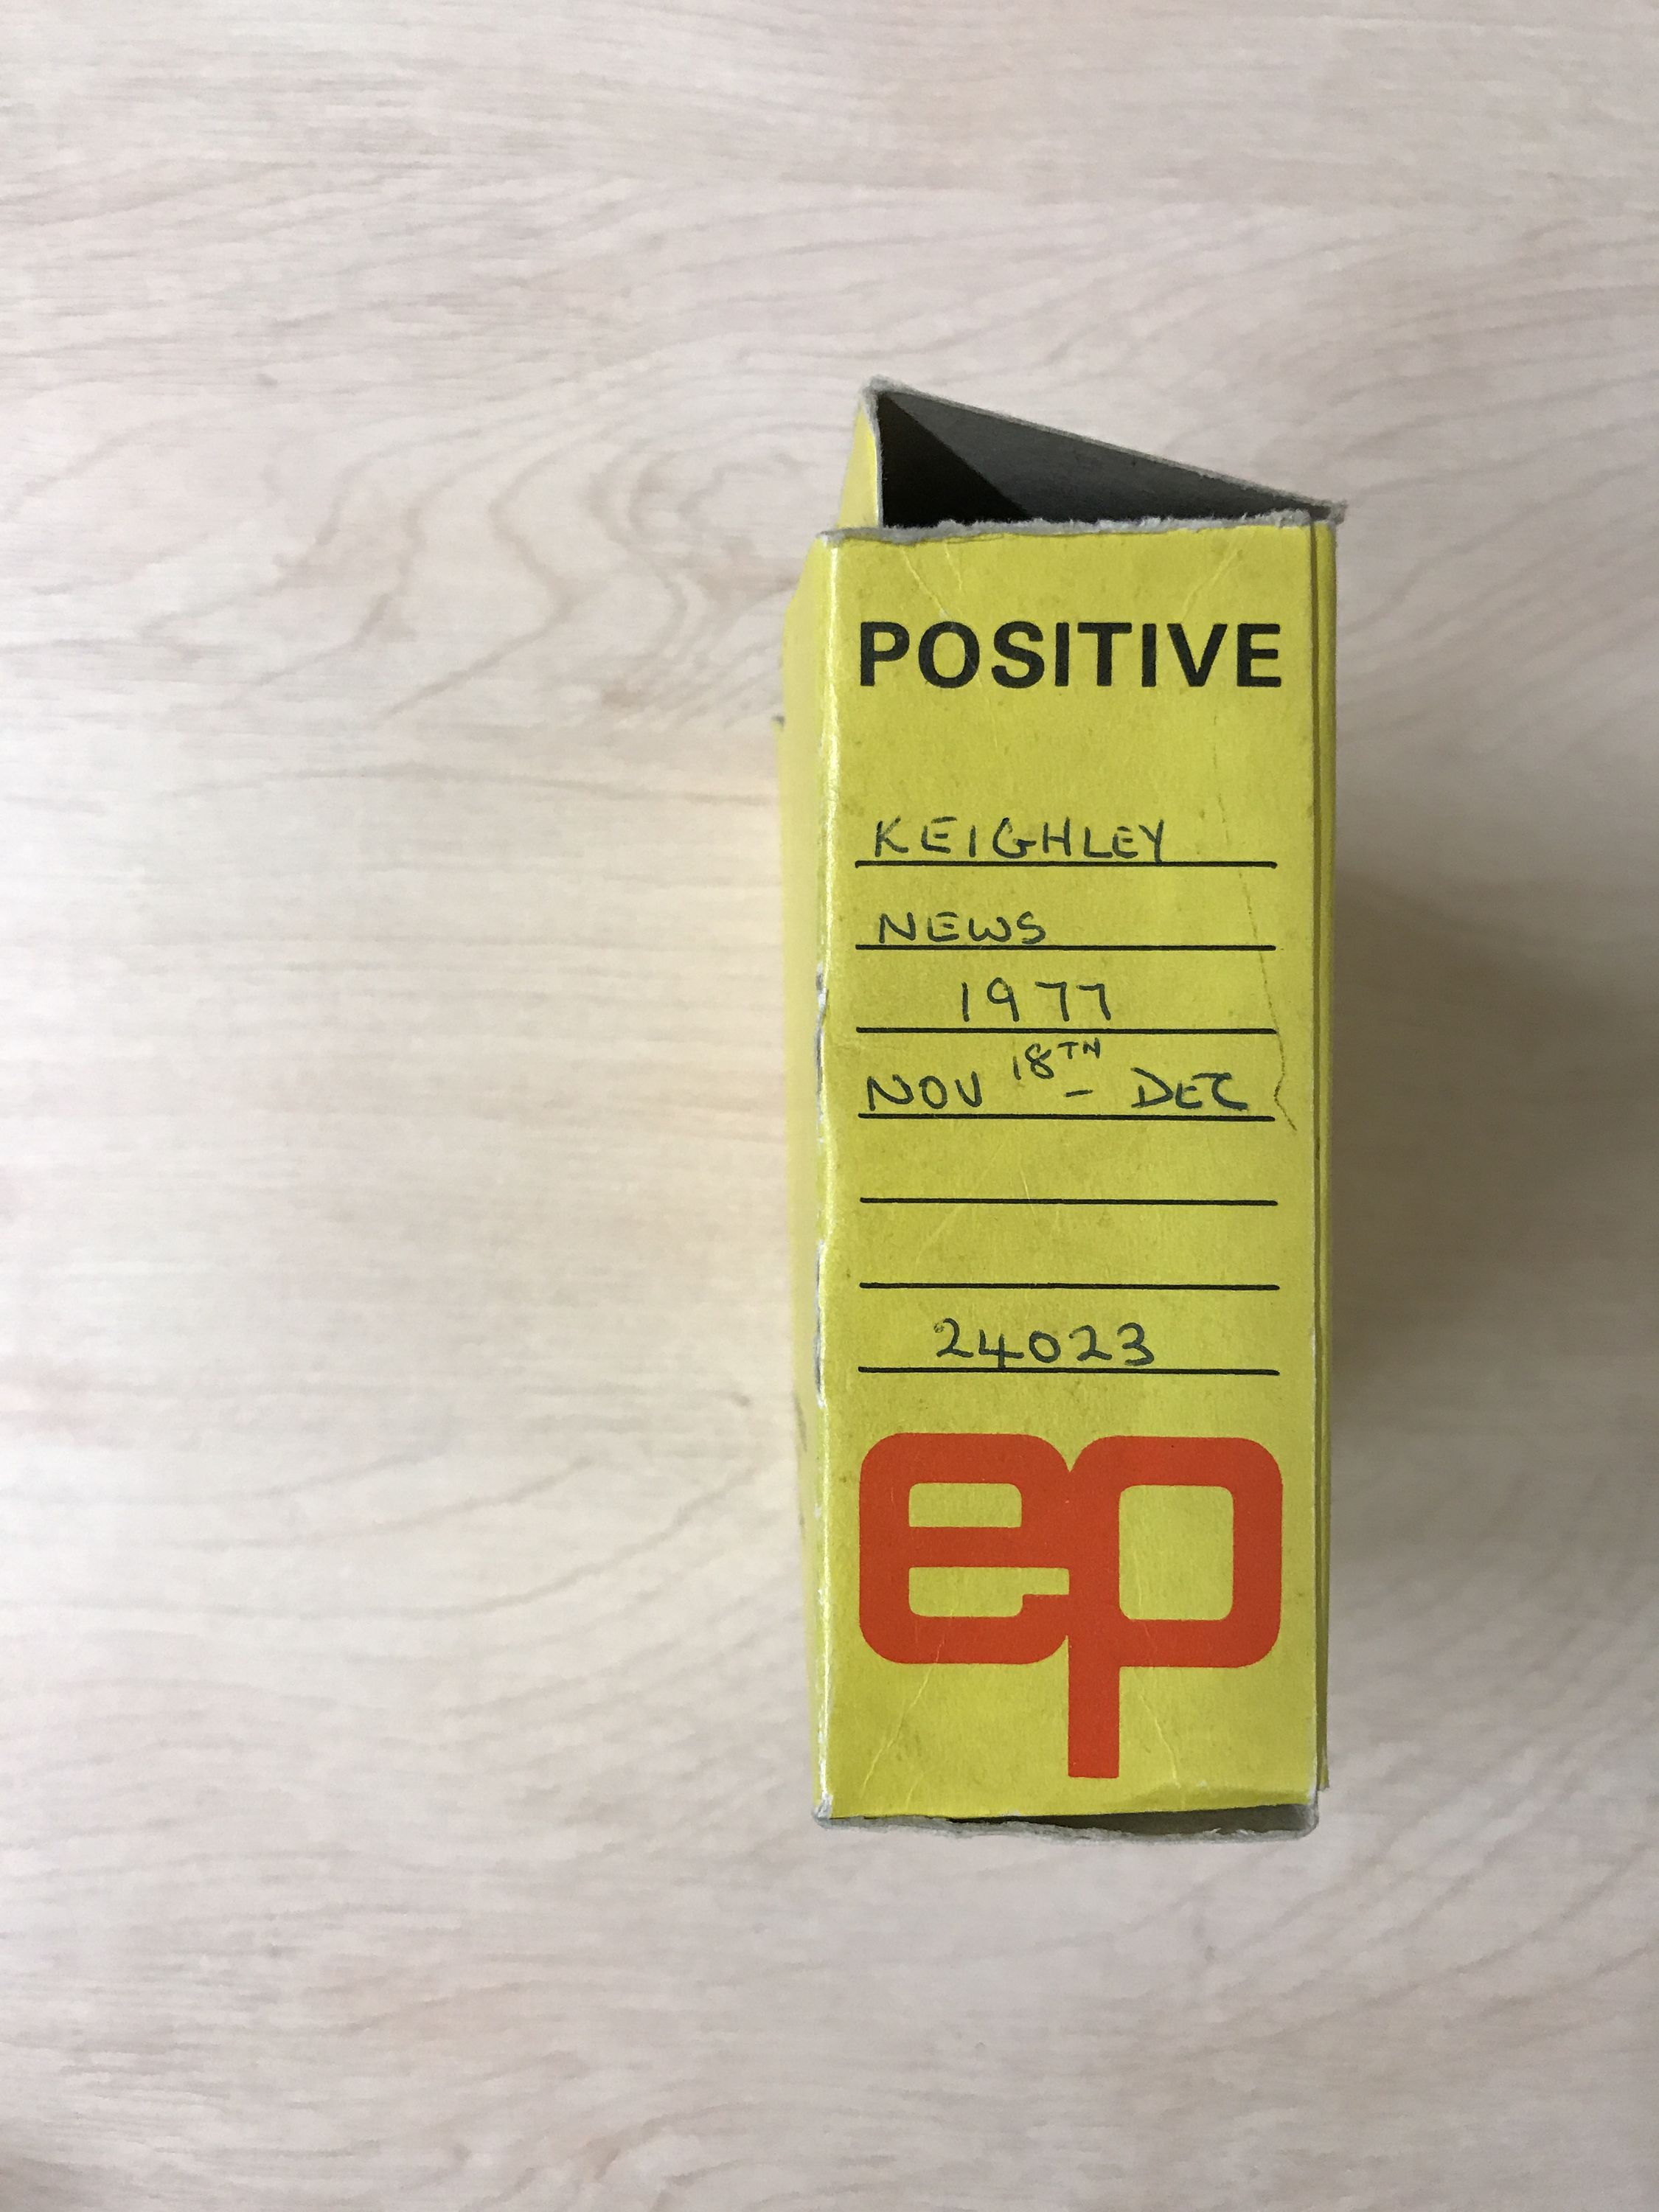 POSITIVE
KEIGHLEY
NEWS
1977
NOV 18TH - DEC
24023
ep